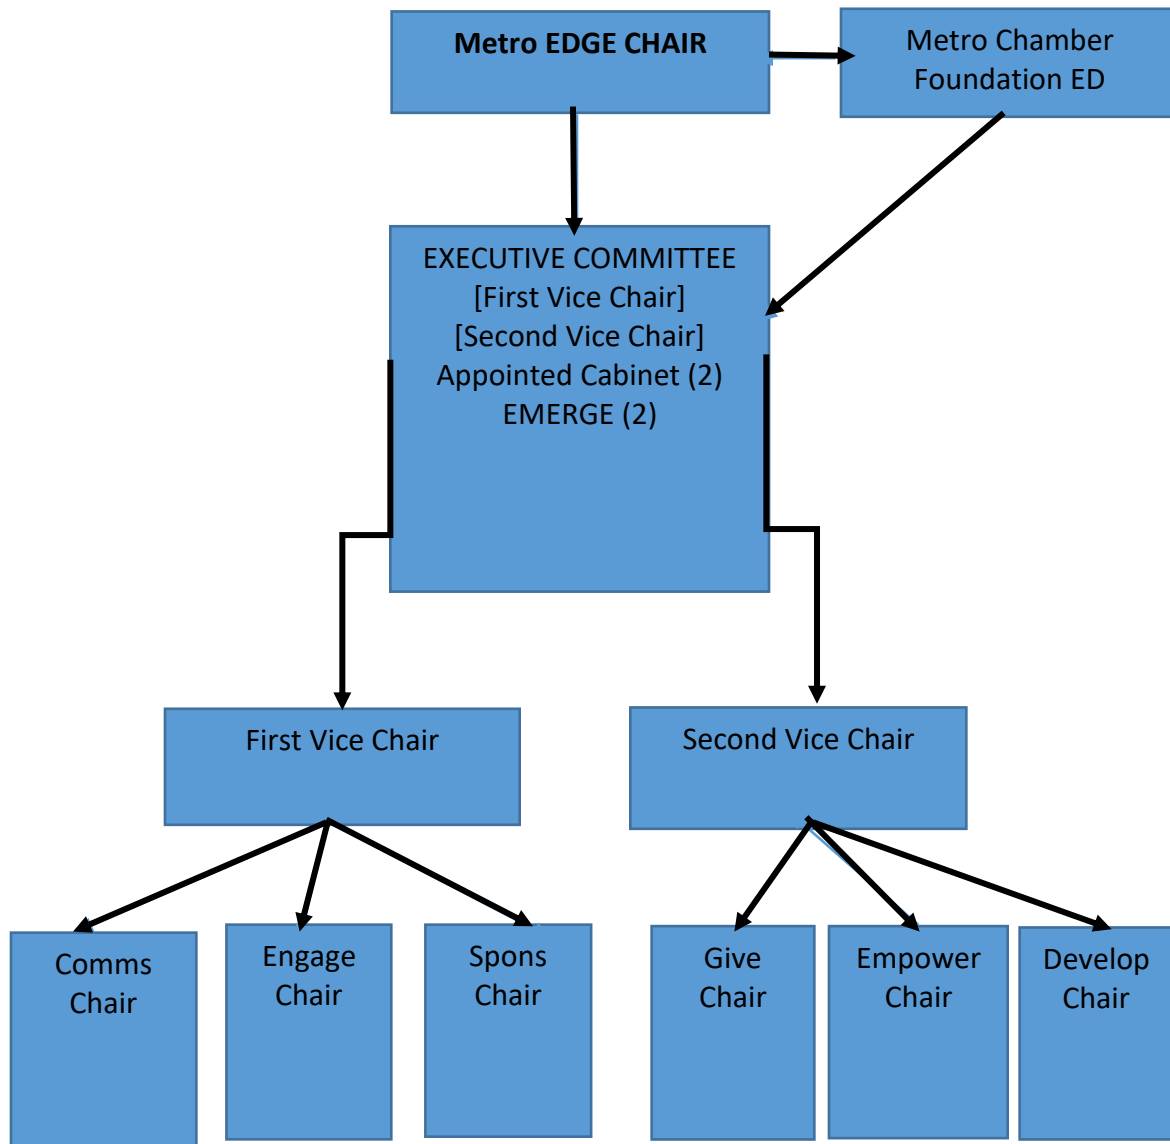 Metro EDGE CHAIR
Metro Chamber
Foundation ED
EXECUTIVE COMMITTEE
[First Vice Chair]
[Second Vice Chair]
Appointed Cabinet (2)
EMERGE (2)
First Vice Chair
Second Vice Chair
Comms
Chair
Engage
Chair
Spons
Chair
Give
Chair
Empower
Chair
Develop
Chair